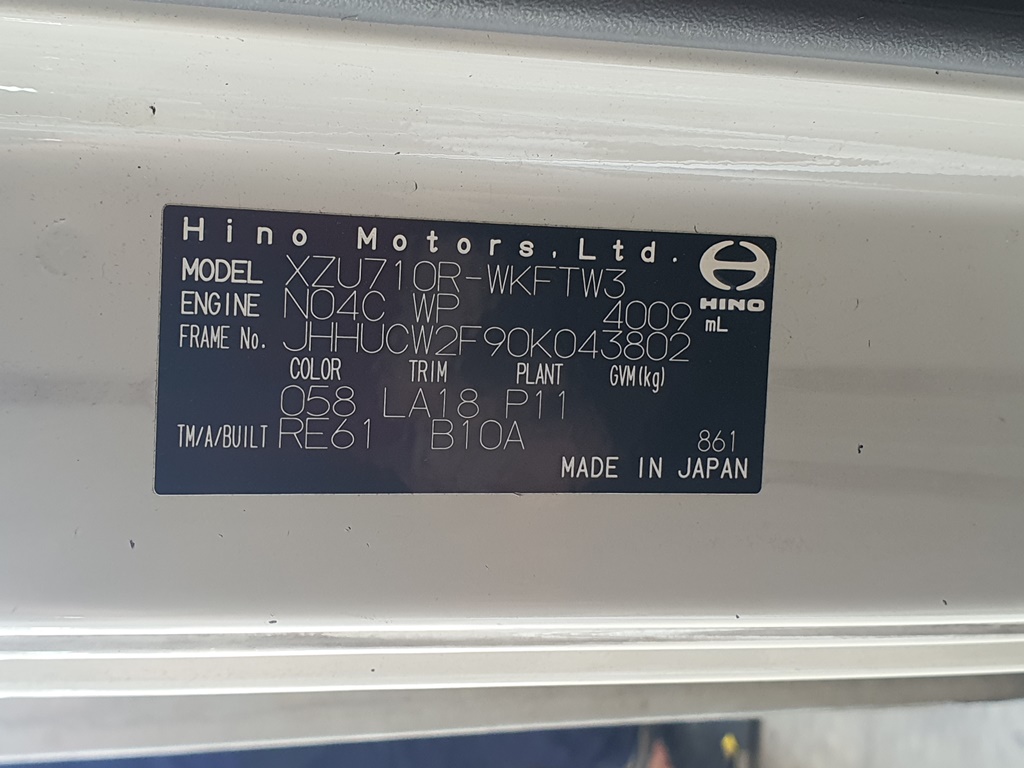 Hino Motors,Ltd.
HINO
MODEL XZU710R-WKFTW3
ENGINE N04C WP 4009 mL
FRAME No. JHHUCW2F90K043802
COLOR TRIM PLANT GVM(kg)
058 LA18 P11
TM/A/BUILT RE61 B10A 861
MADE IN JAPAN